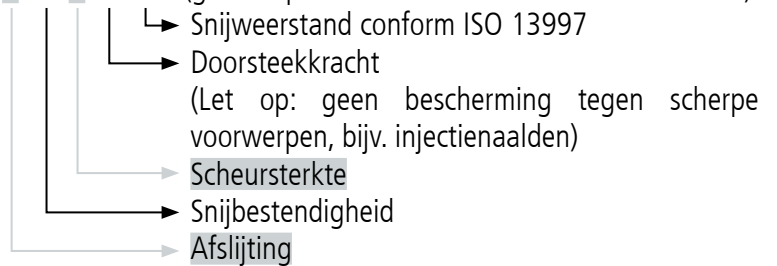 Snijweerstand conform ISO 13997
Doorsteekkracht
(Let op: geen bescherming tegen scherpe
voorwerpen, bijv. injectienaalden)
Scheursterkte
Snijbestendigheid
Afslijting